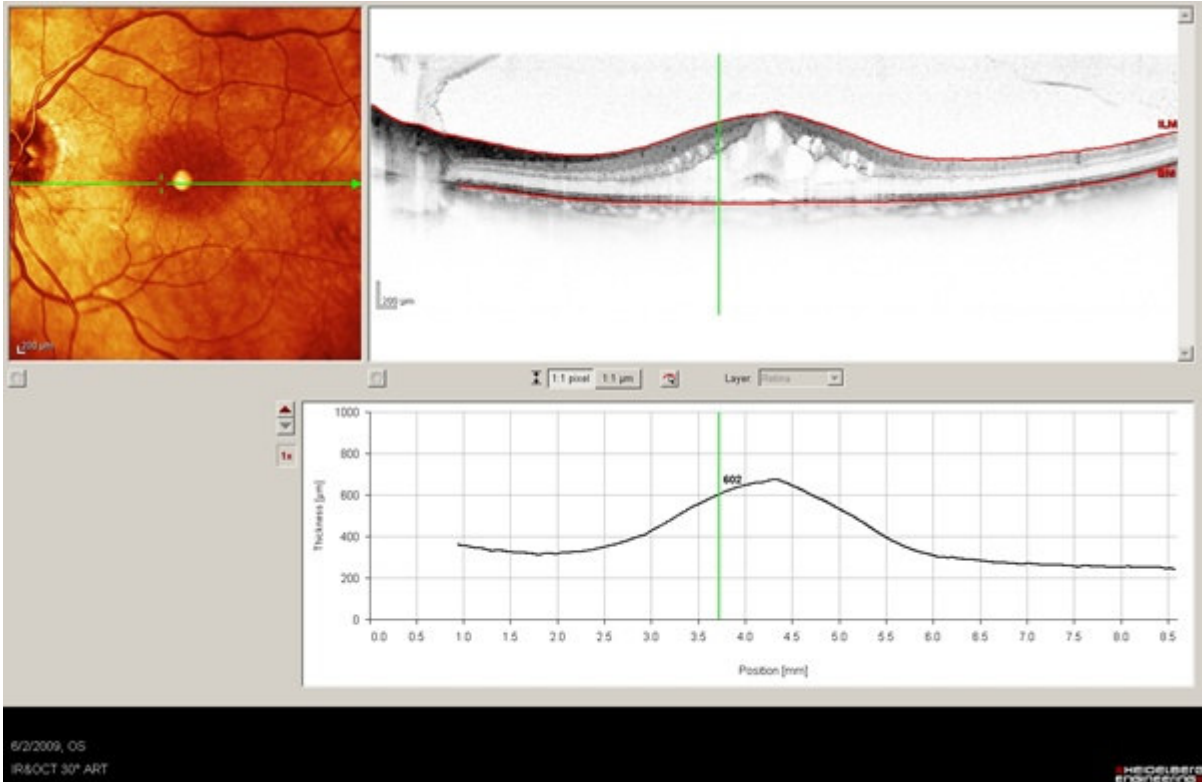 200 µm
ILM
BM
200 µm
1:1 pixel
1:1 µm
Layer:
Retina
1x
1000
800
600
400
200
0
Thickness [µm]
602
0.0 0.5 1.0 1.5 2.0 2.5 3.0 3.5 4.0 4.5 5.0 5.5 6.0 6.5 7.0 7.5 8.0 8.5
Position [mm]
6/2/2009, OS
IR&OCT 30° ART
HEIDELBERG
ENGINEERING